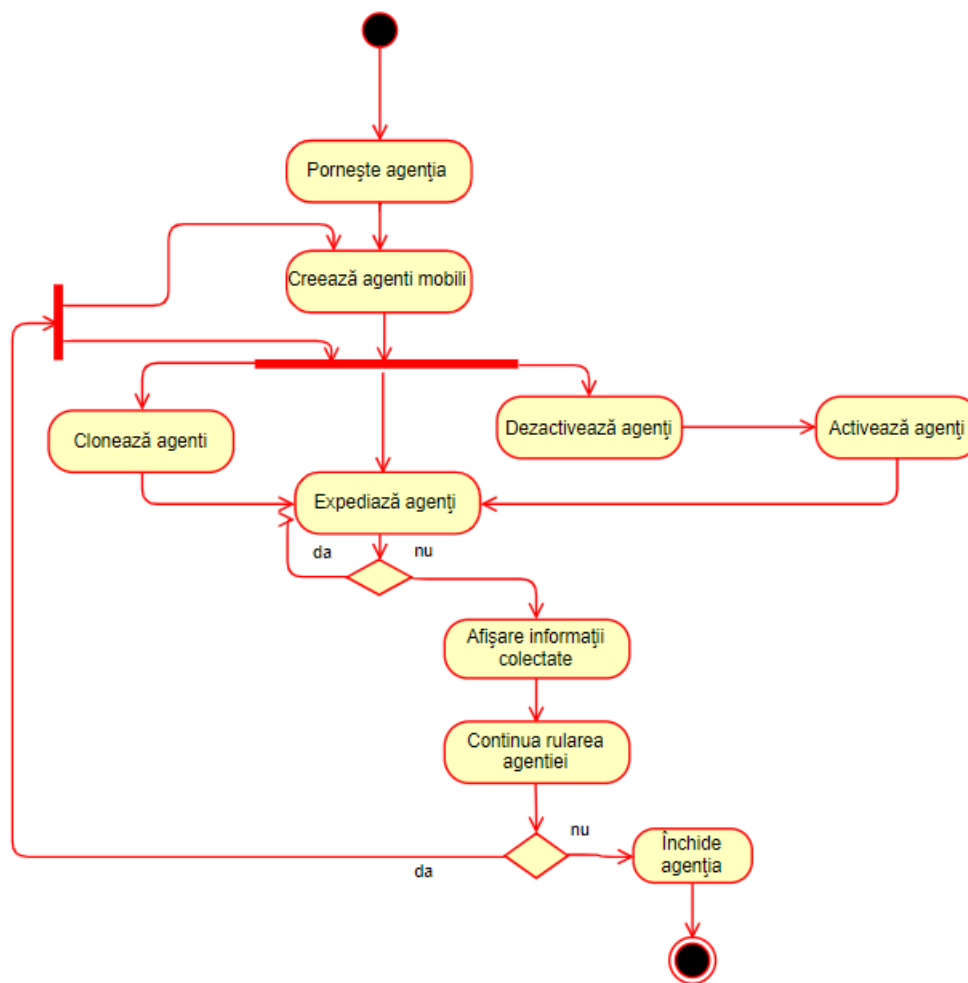 Porneşte agenţia
Creează agenti mobili
Clonează agenti
Dezactivează agenţi
Activează agenţi
Expediază agenţi
da
nu
Afişare informaţii
colectate
Continua rularea
agentiei
nu
da
Închide
agenţia